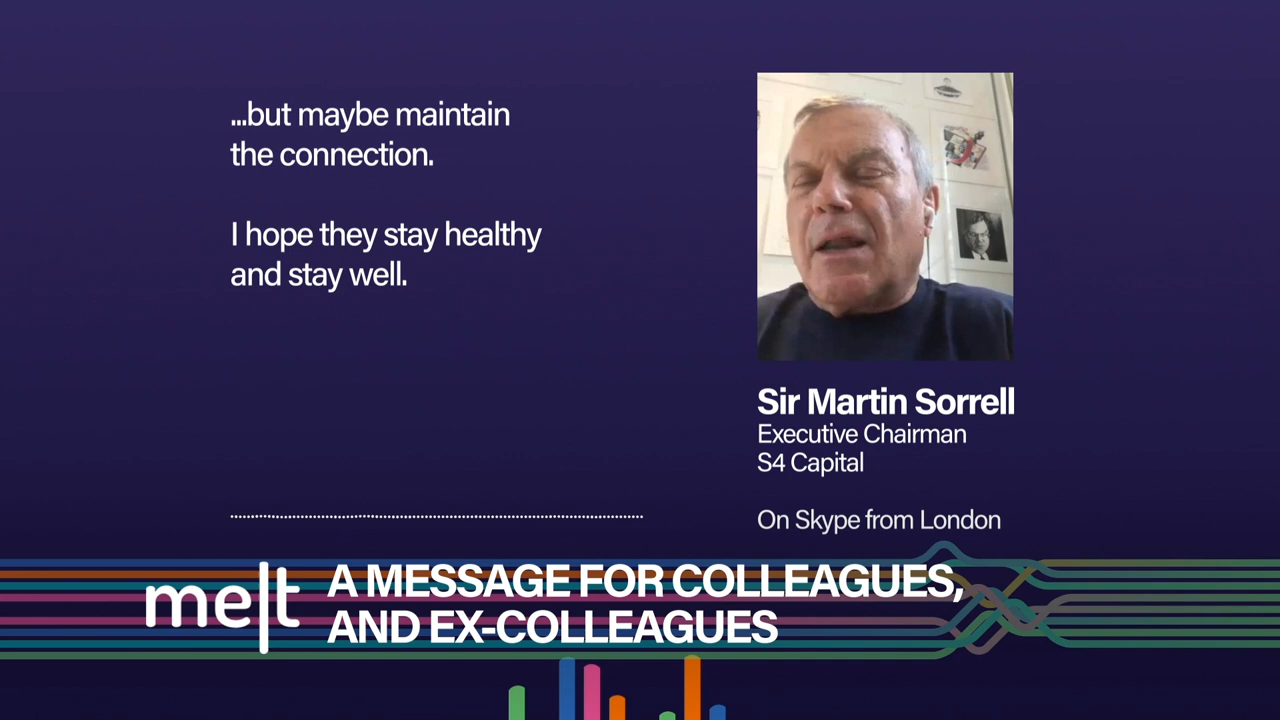 ...but maybe maintain
the connection.
I hope they stay healthy
and stay well.
Sir Martin Sorrell
Executive Chairman
S4 Capital
On Skype from London
melt
A MESSAGE FOR COLLEAGUES,
AND EX-COLLEAGUES